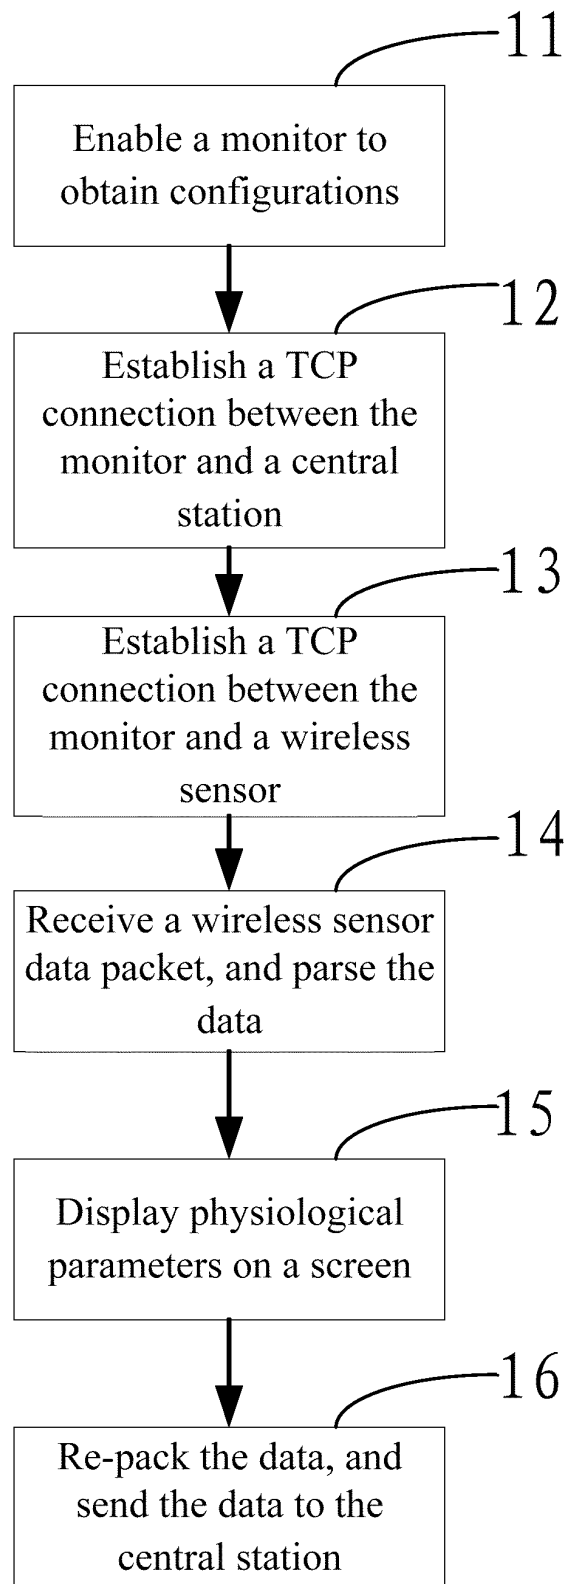 11
Enable a monitor to
obtain configurations
12
Establish a TCP
connection between the
monitor and a central
station
13
Establish a TCP
connection between the
monitor and a wireless
sensor
14
Receive a wireless sensor
data packet, and parse the
data
15
Display physiological
parameters on a screen
16
Re-pack the data, and
send the data to the
central station